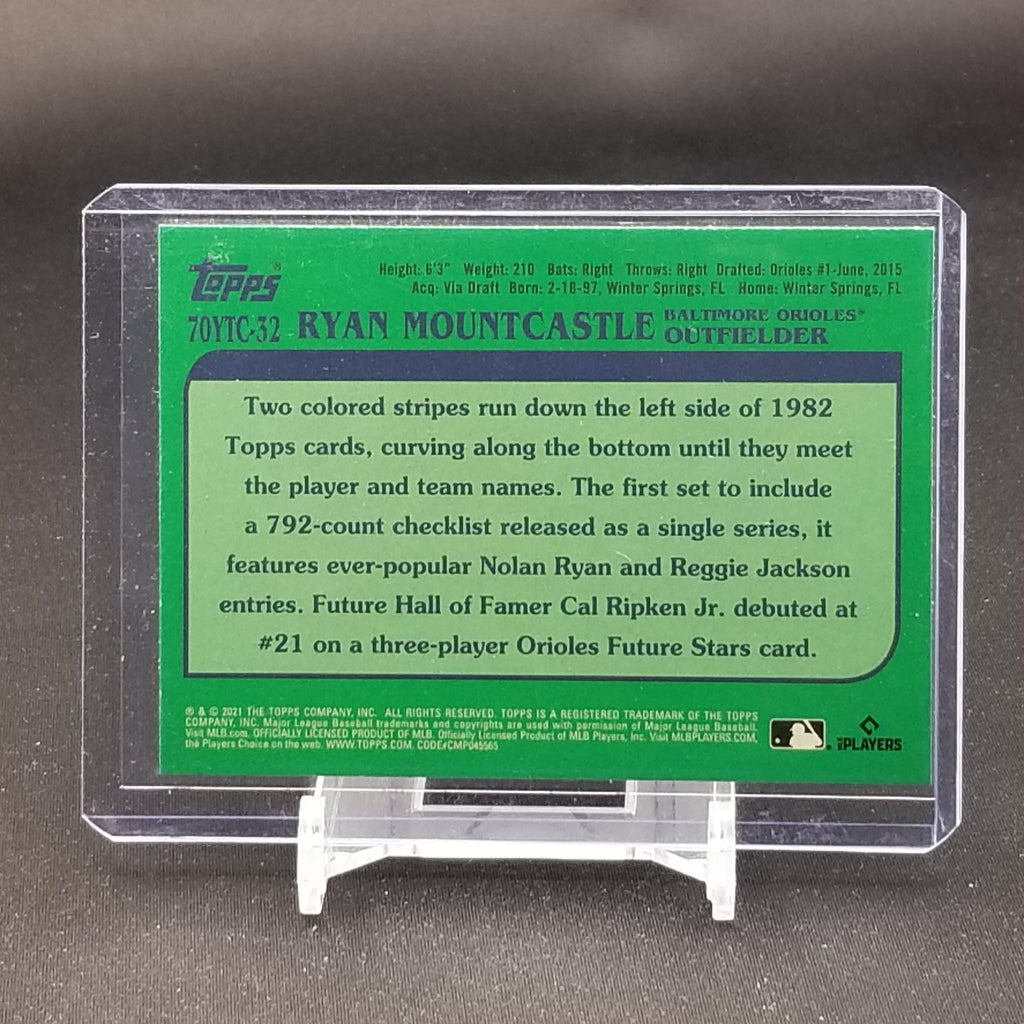 Topps®
Height: 6'3" Weight: 210 Bats: Right Throws: Right Drafted: Orioles #1-June, 2015
Acq: Via Draft Born: 2-18-97, Winter Springs, FL Home: Winter Springs, FL
70YTC-32 RYAN MOUNTCASTLE BALTIMORE ORIOLES®
OUTFIELDER
Two colored stripes run down the left side of 1982
Topps cards, curving along the bottom until they meet
the player and team names. The first set to include
a 792-count checklist released as a single series, it
features ever-popular Nolan Ryan and Reggie Jackson
entries. Future Hall of Famer Cal Ripken Jr. debuted at
#21 on a three-player Orioles Future Stars card.
® & © 2021 THE TOPPS COMPANY, INC. ALL RIGHTS RESERVED. TOPPS IS A REGISTERED TRADEMARK OF THE TOPPS
COMPANY, INC. Major League Baseball trademarks and copyrights are used with permission of Major League Baseball.
Visit MLB.com. OFFICIALLY LICENSED PRODUCT OF MLB. Officially Licensed Product of MLB Players, Inc. Visit MLBPLAYERS.COM,
the Players Choice on the web. WWW.TOPPS.COM. CODE#CMP045565
MLB PLAYERS